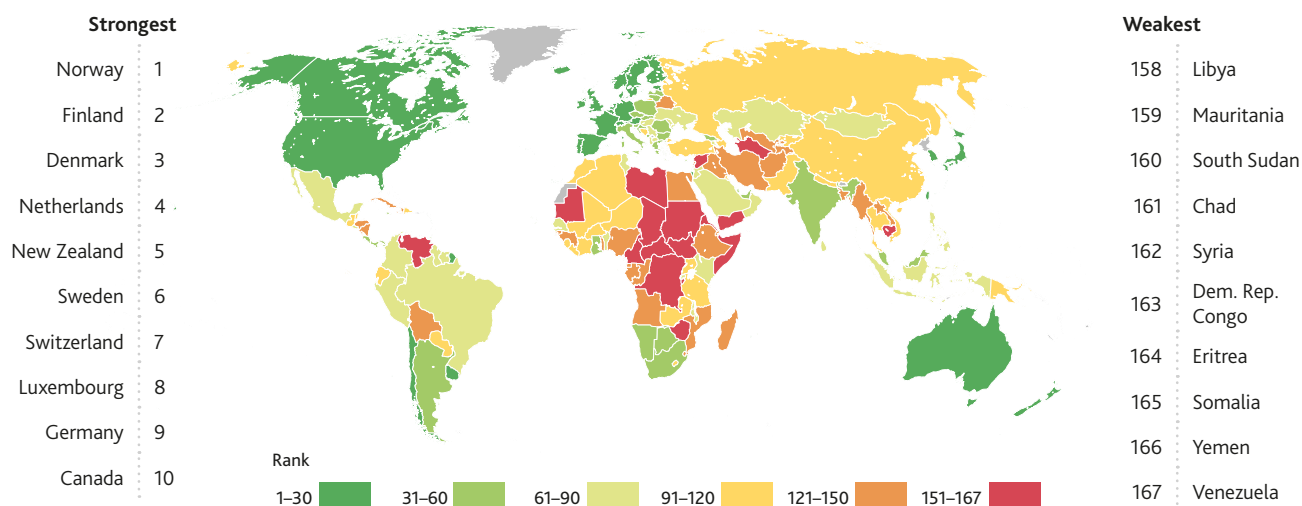 Strongest
Norway 1
Finland 2
Denmark 3
Netherlands 4
New Zealand 5
Sweden 6
Switzerland 7
Luxembourg 8
Germany 9
Canada 10
Rank
1–30
31–60
61–90
91–120
121–150
151–167
Weakest
158 Libya
159 Mauritania
160 South Sudan
161 Chad
162 Syria
163 Dem. Rep.
Congo
164 Eritrea
165 Somalia
166 Yemen
167 Venezuela